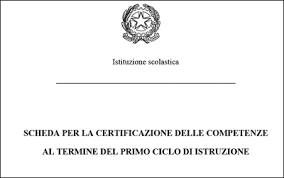 Istituzione scolastica
SCHEDA PER LA CERTIFICAZIONE DELLE COMPETENZE
AL TERMINE DEL PRIMO CICLO DI ISTRUZIONE